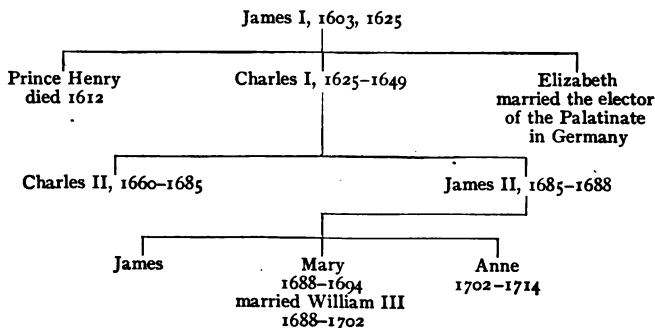 James I, 1603, 1625
Prince Henry
died 1612
Charles I, 1625–1649
Elizabeth
married the elector
of the Palatinate
in Germany
Charles II, 1660–1685
James II, 1685–1688
James
Mary
1688–1694
married William III
1688–1702
Anne
1702–1714